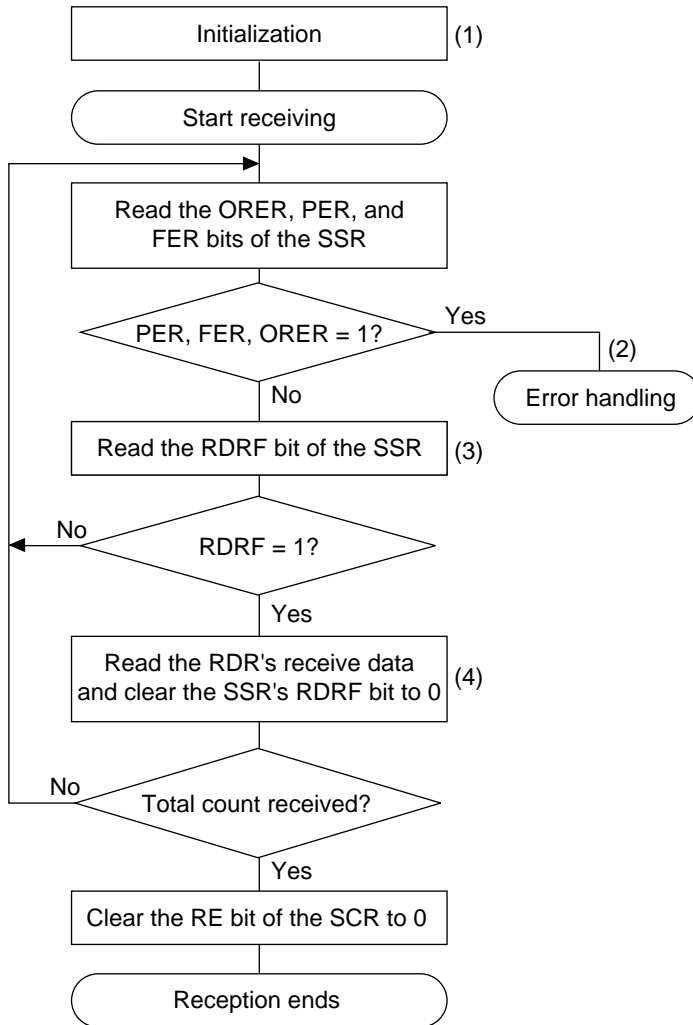 Initialization
(1)
Start receiving
Read the ORER, PER, and
FER bits of the SSR
PER, FER, ORER = 1?
Yes
(2)
Error handling
No
Read the RDRF bit of the SSR
(3)
No
RDRF = 1?
Yes
Read the RDR's receive data
and clear the SSR's RDRF bit to 0
(4)
No
Total count received?
Yes
Clear the RE bit of the SCR to 0
Reception ends